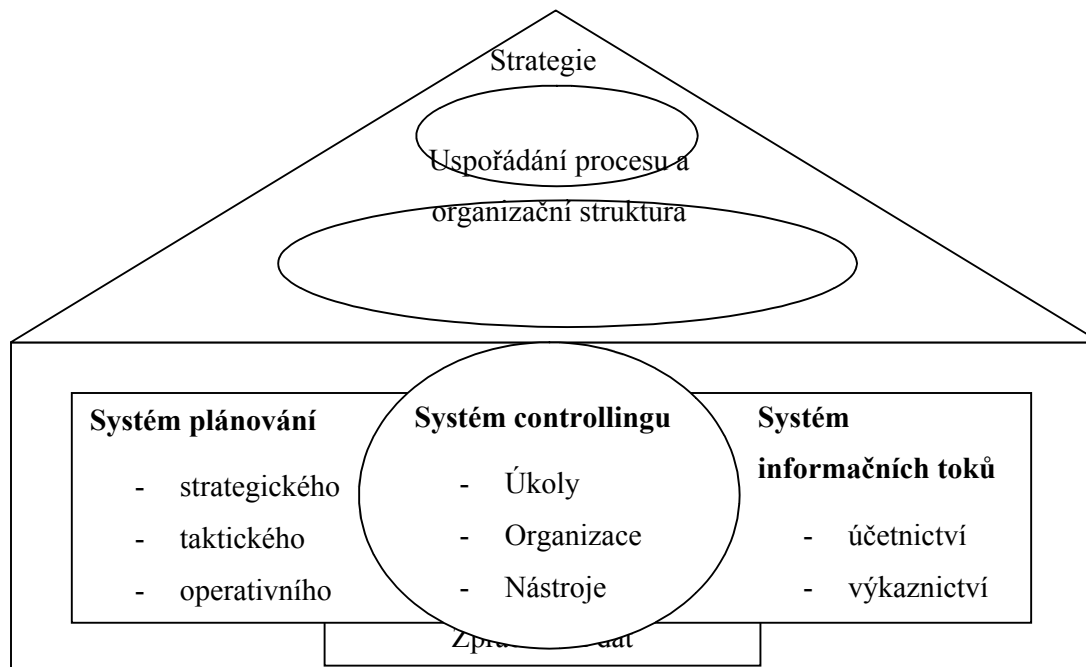 Strategie
Uspořádání procesu a
organizační struktura
Systém plánování
- strategického
- taktického
- operativního
Systém controllingu
- Úkoly
- Organizace
- Nástroje
Systém
informačních toků
- účetnictví
- výkaznictví
dat